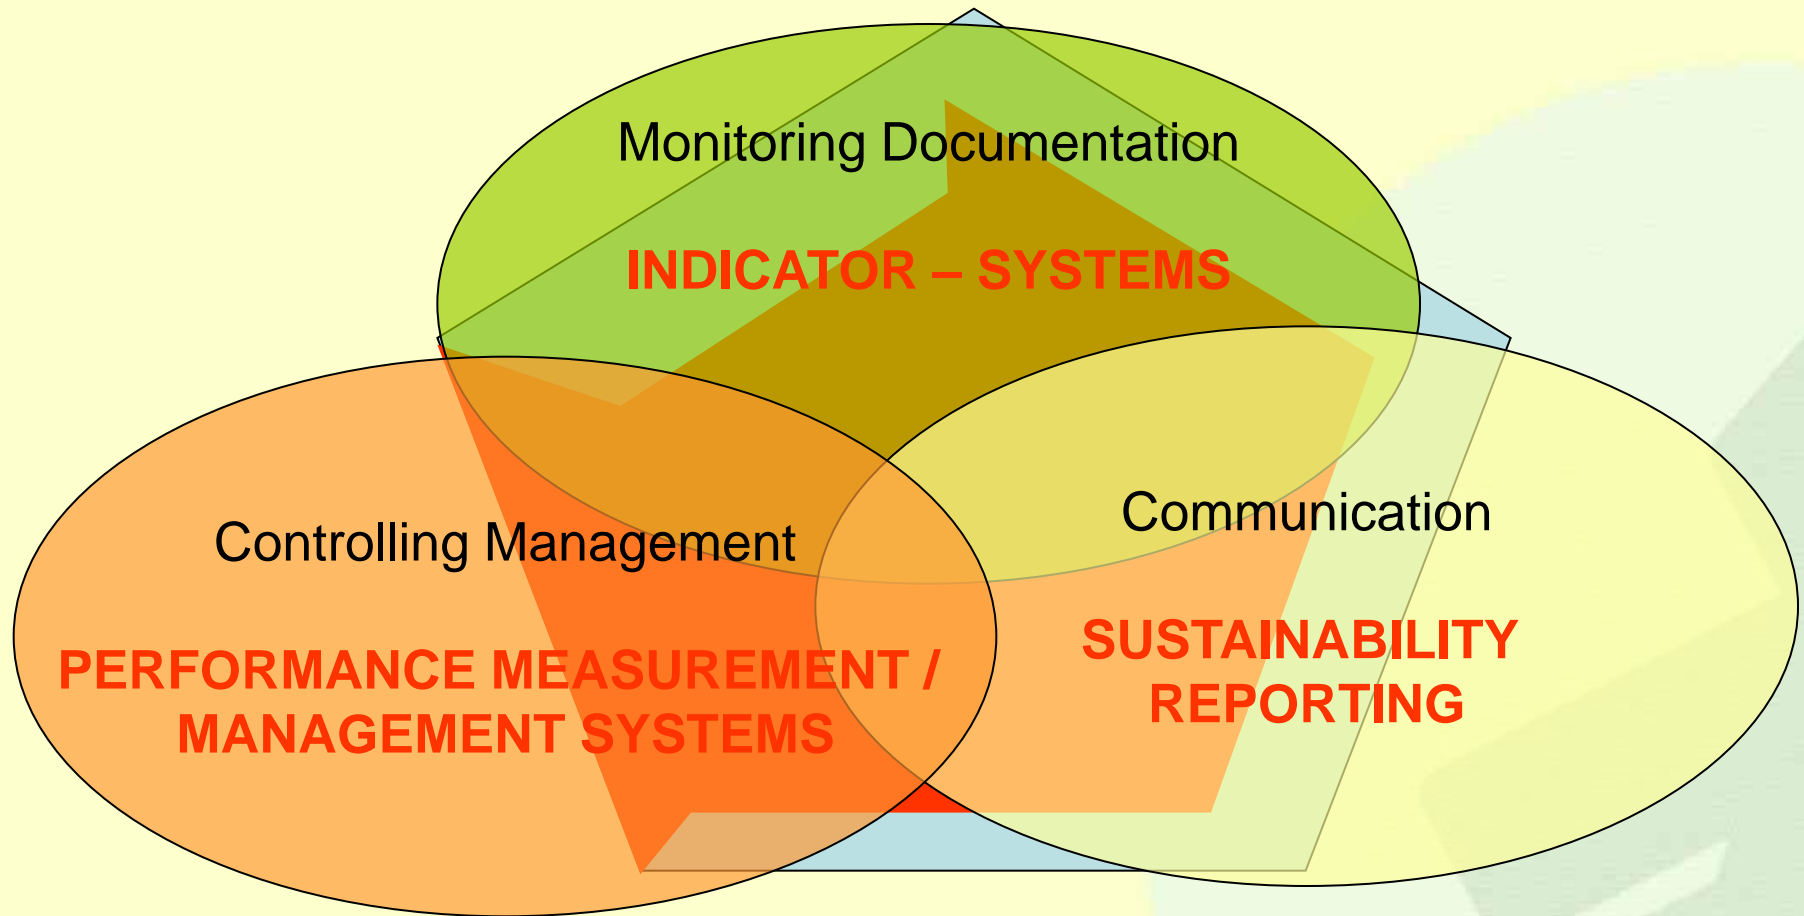 Monitoring Documentation
INDICATOR – SYSTEMS
Controlling Management
PERFORMANCE MEASUREMENT /
MANAGEMENT SYSTEMS
Communication
SUSTAINABILITY
REPORTING